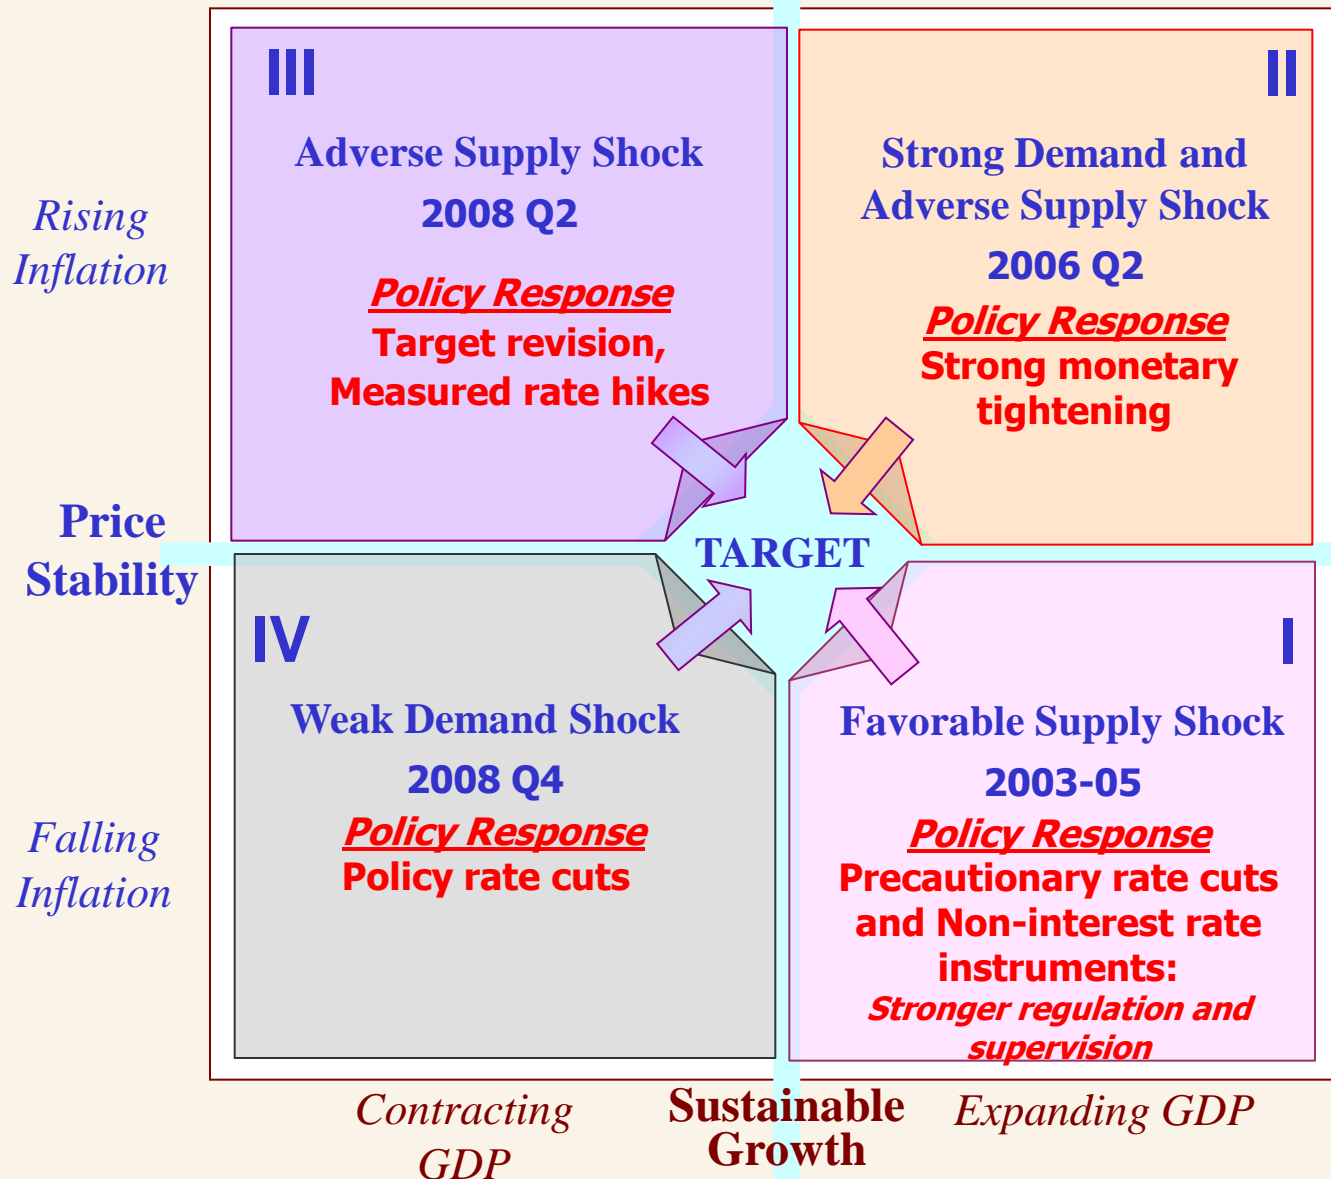 III
Adverse Supply Shock
2008 Q2
Policy Response
Target revision,
Measured rate hikes
II
Strong Demand and
Adverse Supply Shock
2006 Q2
Policy Response
Strong monetary
tightening
Rising
Inflation
Price
Stability
TARGET
IV
Weak Demand Shock
2008 Q4
Policy Response
Policy rate cuts
I
Favorable Supply Shock
2003-05
Policy Response
Precautionary rate cuts
and Non-interest rate
instruments:
Stronger regulation and
supervision
Falling
Inflation
Contracting
GDP
Sustainable
Growth
Expanding GDP